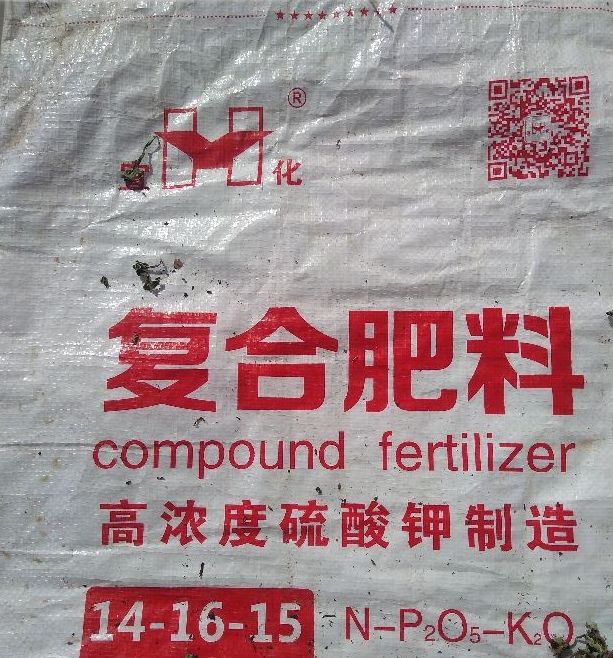 ®
化
复合肥料
compound fertilizer
高浓度硫酸钾制造
14-16-15 N-P₂O₅-K₂O